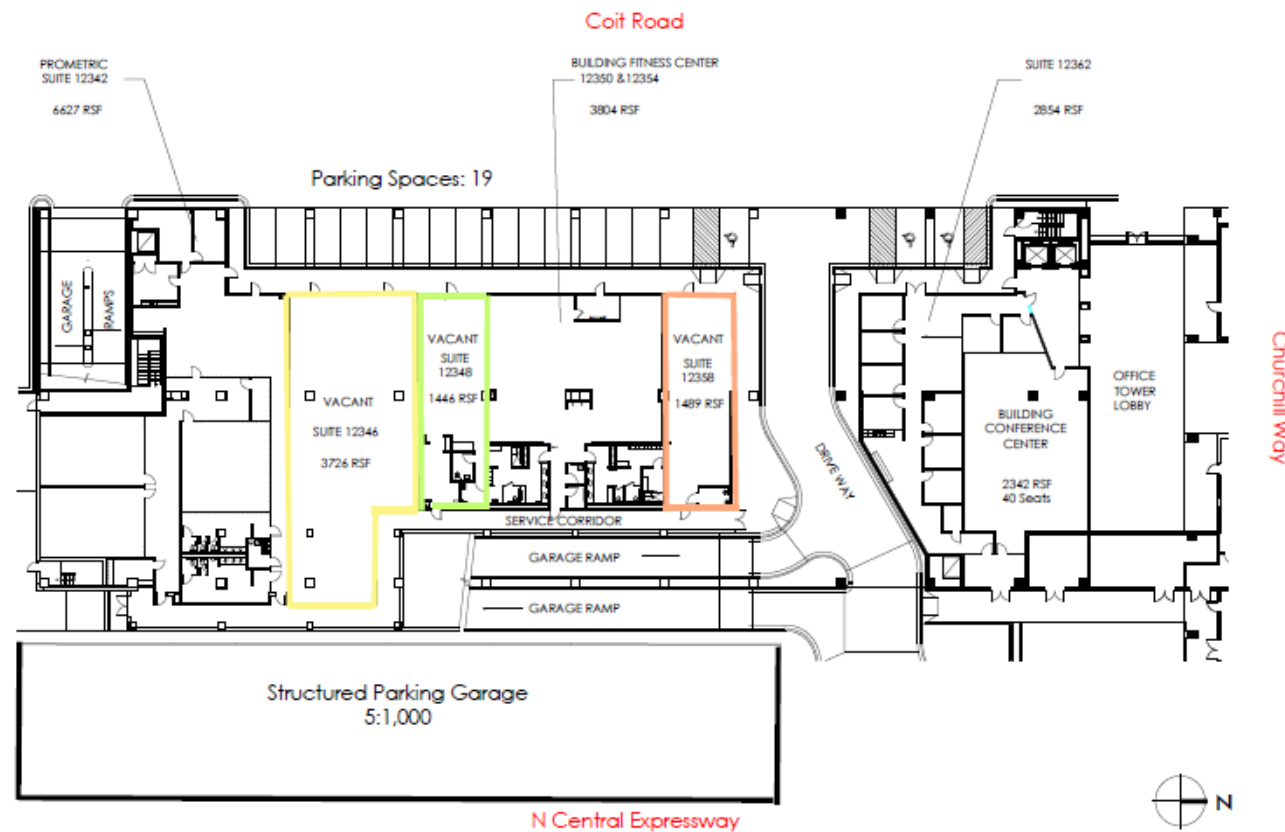 Coit Road
PROMETRIC
SUITE 12342
6627 RSF
BUILDING FITNESS CENTER
12350 &12354
3804 RSF
SUITE 12362
2854 RSF
Parking Spaces: 19
GARAGE
RAMPS
VACANT
SUITE 12346
3726 RSF
VACANT
SUITE
12348
1446 RSF
VACANT
SUITE
12358
1489 RSF
DRIVE WAY
BUILDING
CONFERENCE
CENTER
2342 RSF
40 Seats
OFFICE
TOWER
LOBBY
Churchill Way
SERVICE CORRIDOR
GARAGE RAMP
GARAGE RAMP
Structured Parking Garage
5:1,000
N Central Expressway
N